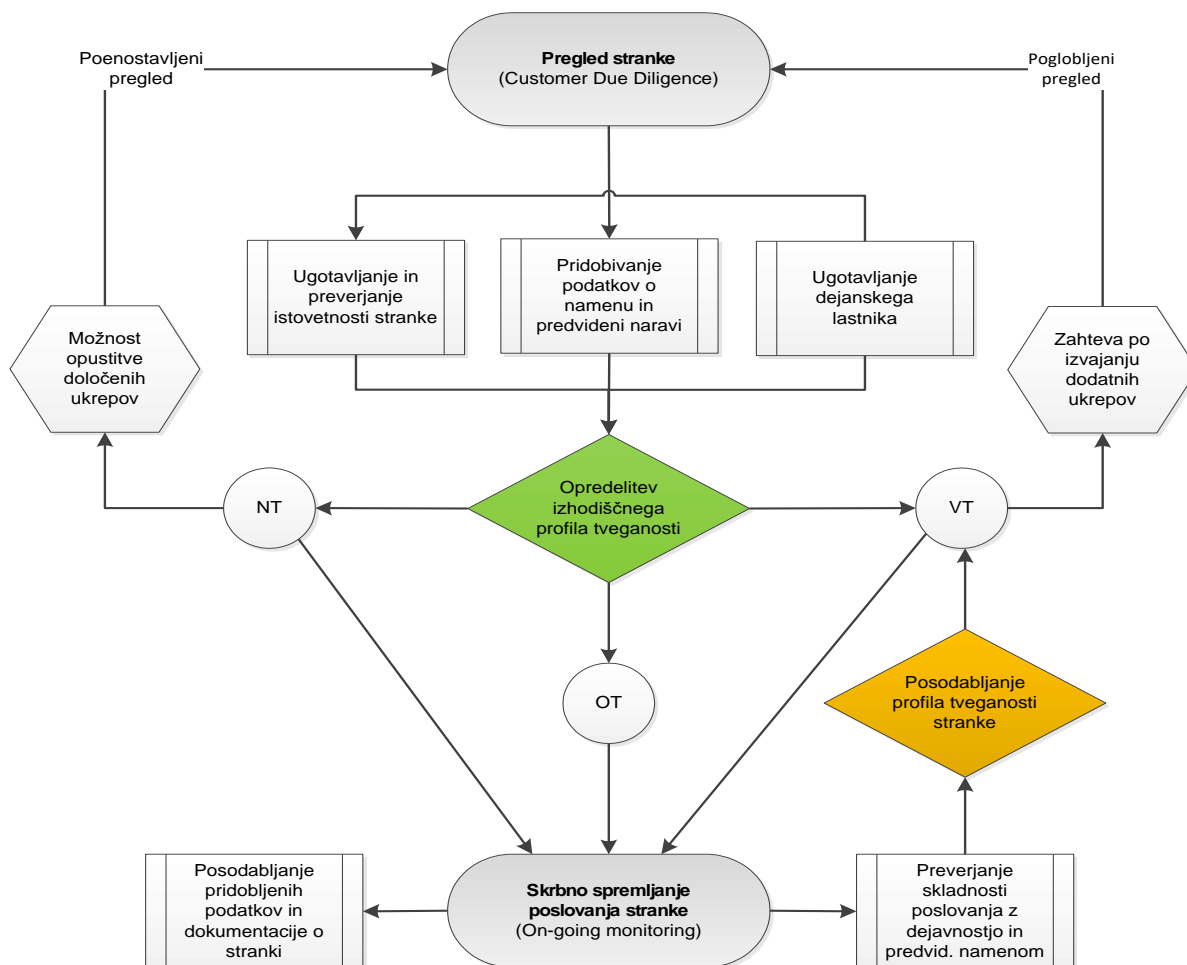 Poenostavljeni
pregled
Pregled stranke
(Customer Due Diligence)
Poglobljeni
pregled
Ugotavljanje in
preverjanje
istovetnosti stranke
Pridobivanje
podatkov o
namenu in
predvideni naravi
Ugotavljanje
dejanskega
lastnika
Možnost
opustitve
določenih
ukrepov
Zahteva po
izvajanju
dodatnih
ukrepov
NT
Opredelitev
izhodiščnega
profila tveganosti
VT
OT
Posodabljanje
profila tveganosti
stranke
Posodabljanje
pridobljenih
podatkov in
dokumentacije o
stranki
Skrbno spremljanje
poslovanja stranke
(On-going monitoring)
Preverjanje
skladnosti
poslovanja z
dejavnostjo in
predvid. namenom